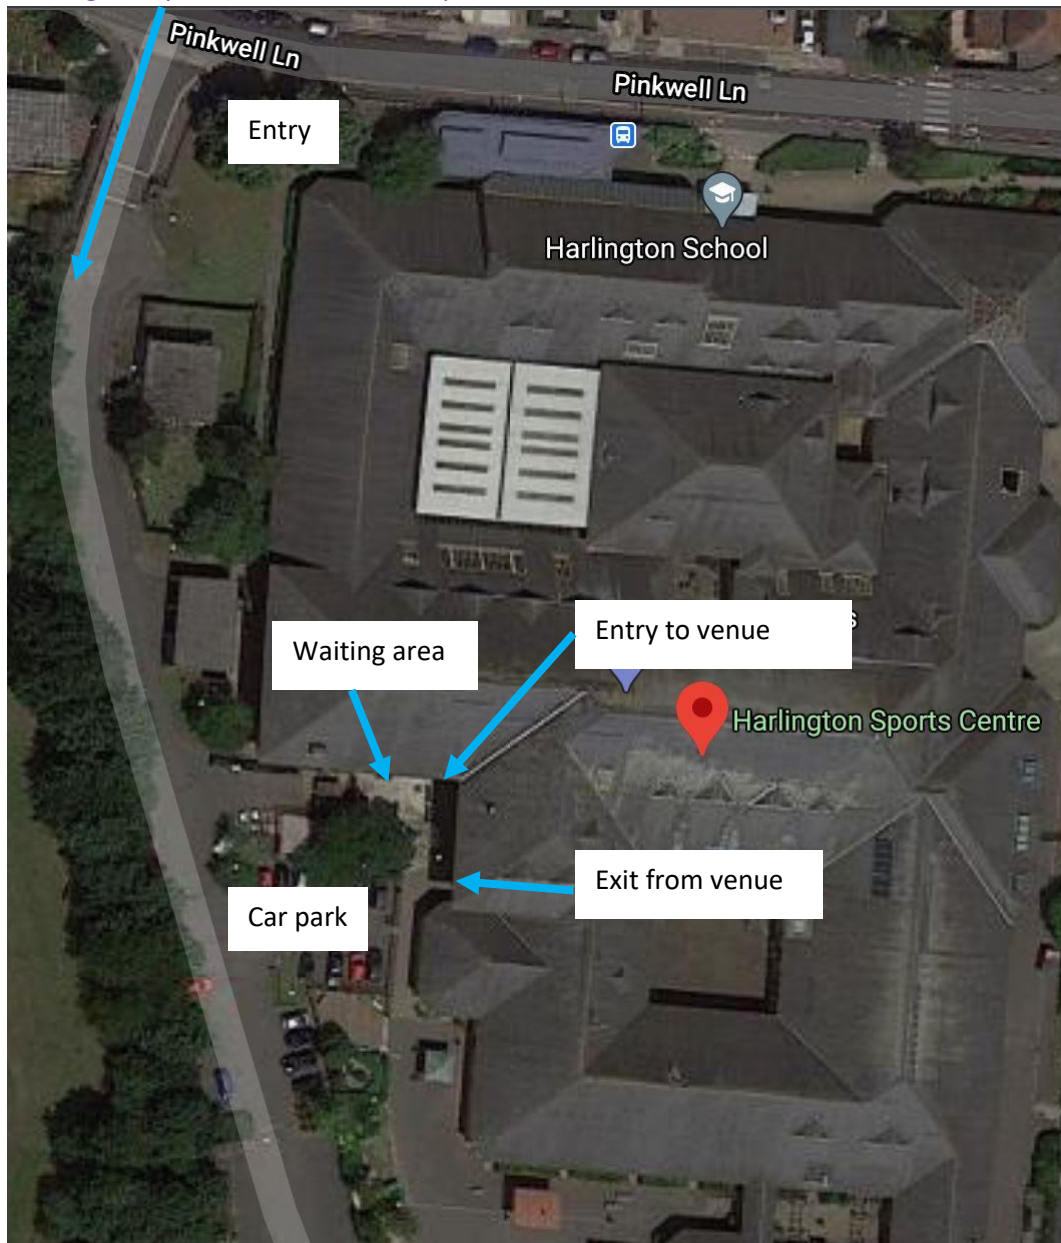 Pinkwell Ln
Pinkwell Ln
Entry
Harlington School
Waiting area
Entry to venue
s
Harlington Sports Centre
Exit from venue
Car park